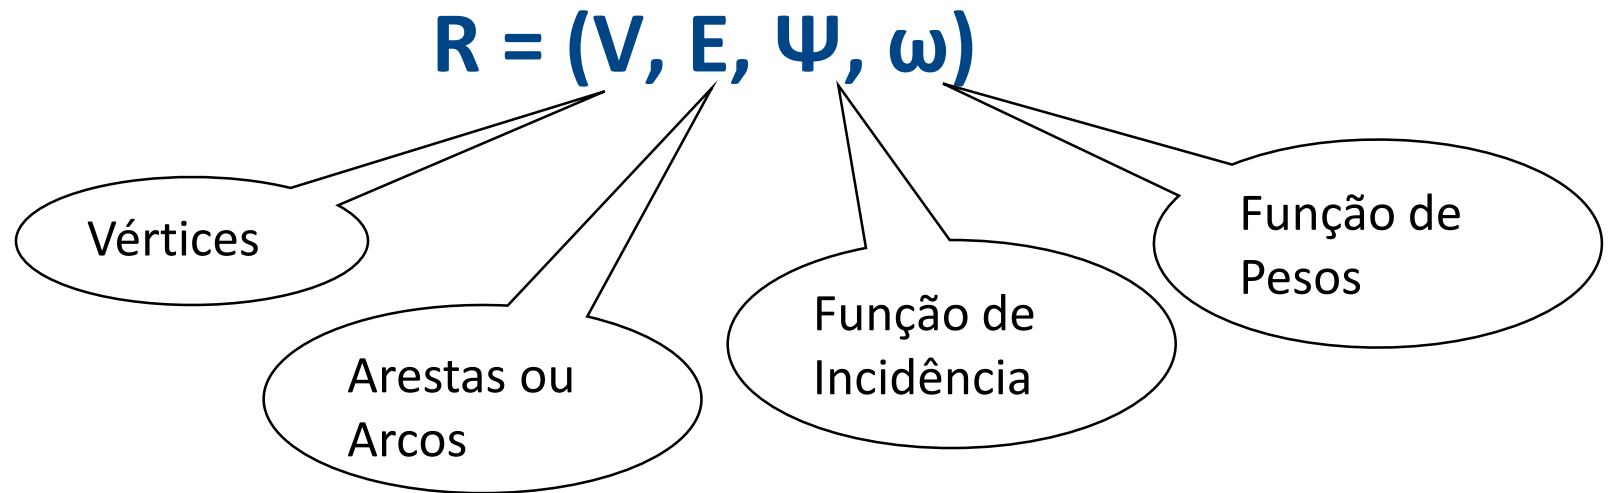 R = (V, E, Ψ, ω)
Vértices
Arestas ou
Arcos
Função de
Incidência
Função de
Pesos